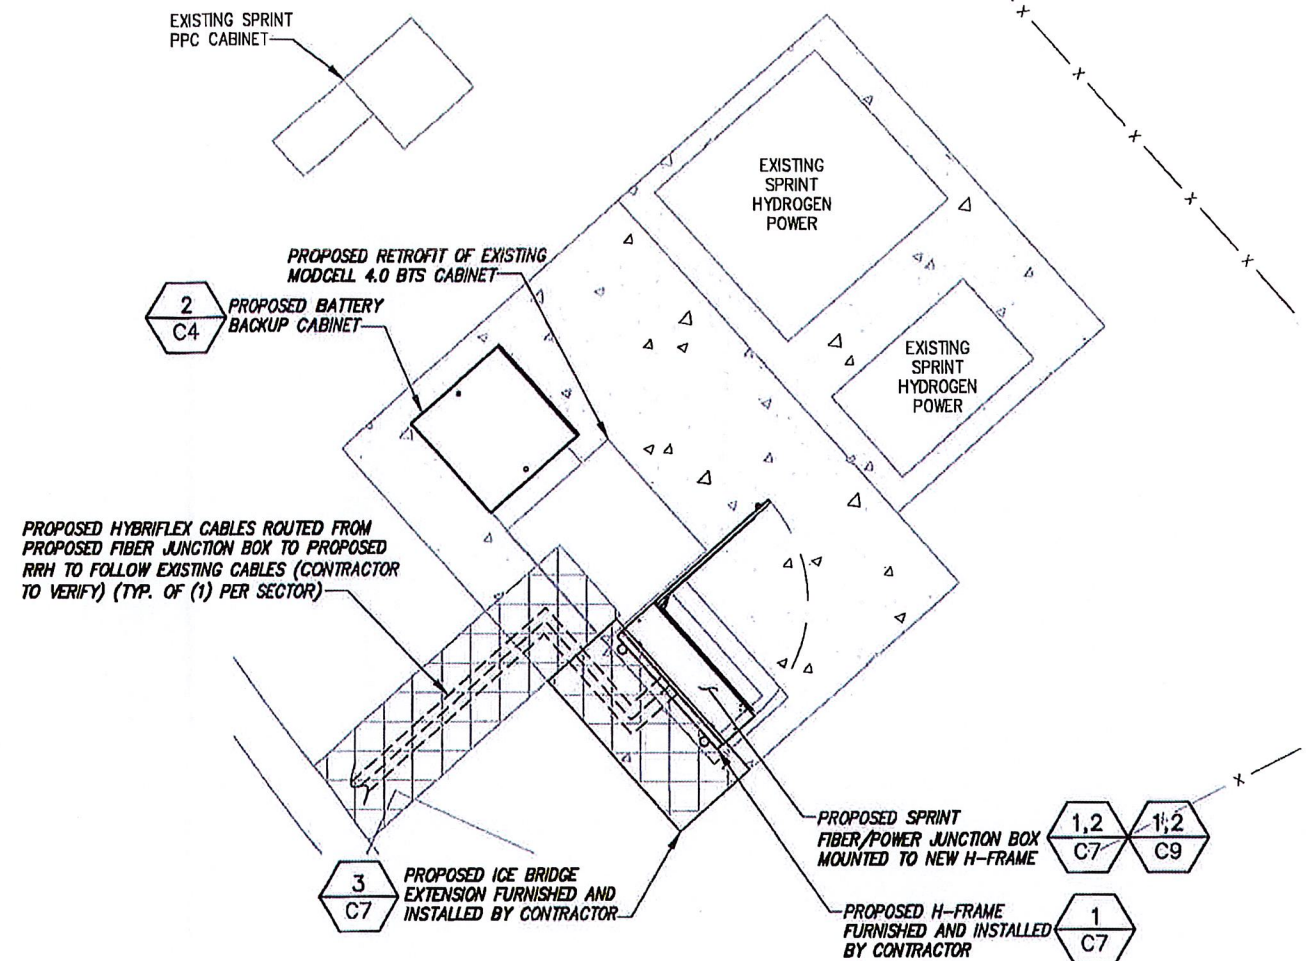 EXISTING SPRINT
PPC CABINET
EXISTING
SPRINT
HYDROGEN
POWER
PROPOSED RETROFIT OF EXISTING
MODCELL 4.0 BTS CABINET
2
C4
PROPOSED BATTERY
BACKUP CABINET
EXISTING
SPRINT
HYDROGEN
POWER
PROPOSED HYBRIFLEX CABLES ROUTED FROM
PROPOSED FIBER JUNCTION BOX TO PROPOSED
RRH TO FOLLOW EXISTING CABLES (CONTRACTOR
TO VERIFY) (TYP. OF (1) PER SECTOR)
PROPOSED SPRINT
FIBER/POWER JUNCTION BOX
MOUNTED TO NEW H-FRAME
1,2
C7
1,2
C9
3
C7
PROPOSED ICE BRIDGE
EXTENSION FURNISHED AND
INSTALLED BY CONTRACTOR
PROPOSED H-FRAME
FURNISHED AND INSTALLED
BY CONTRACTOR
1
C7